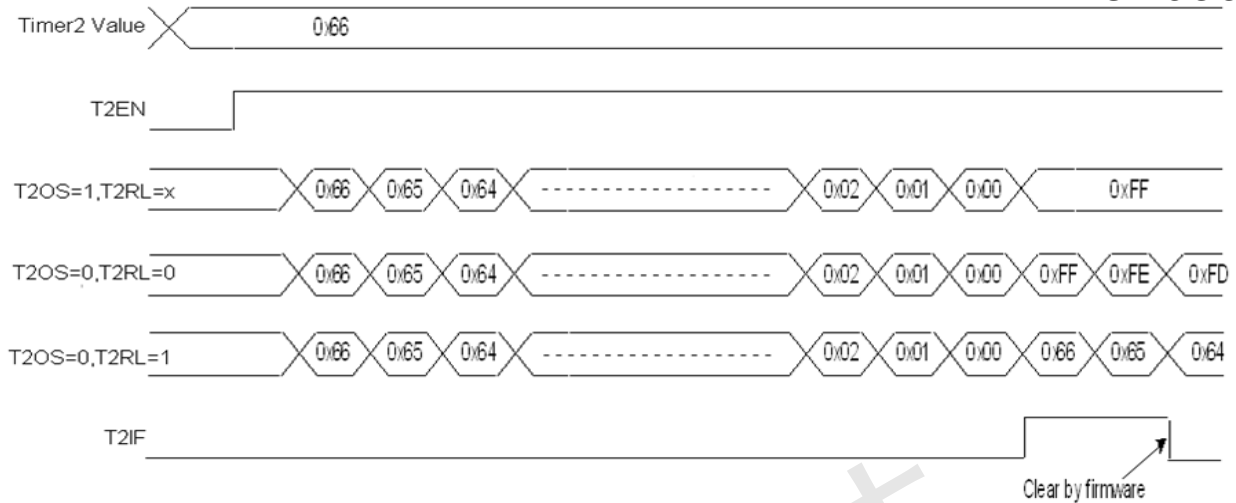 Timer2 Value 0x66
T2EN
T2OS=1,T2RL=x 0x66 0x65 0x64 0x02 0x01 0x00 0xFF
T2OS=0,T2RL=0 0x66 0x65 0x64 0x02 0x01 0x00 0xFF 0xFE 0xFD
T2OS=0,T2RL=1 0x66 0x65 0x64 0x02 0x01 0x00 0x66 0x65 0x64
T2IF
Clear by firmware